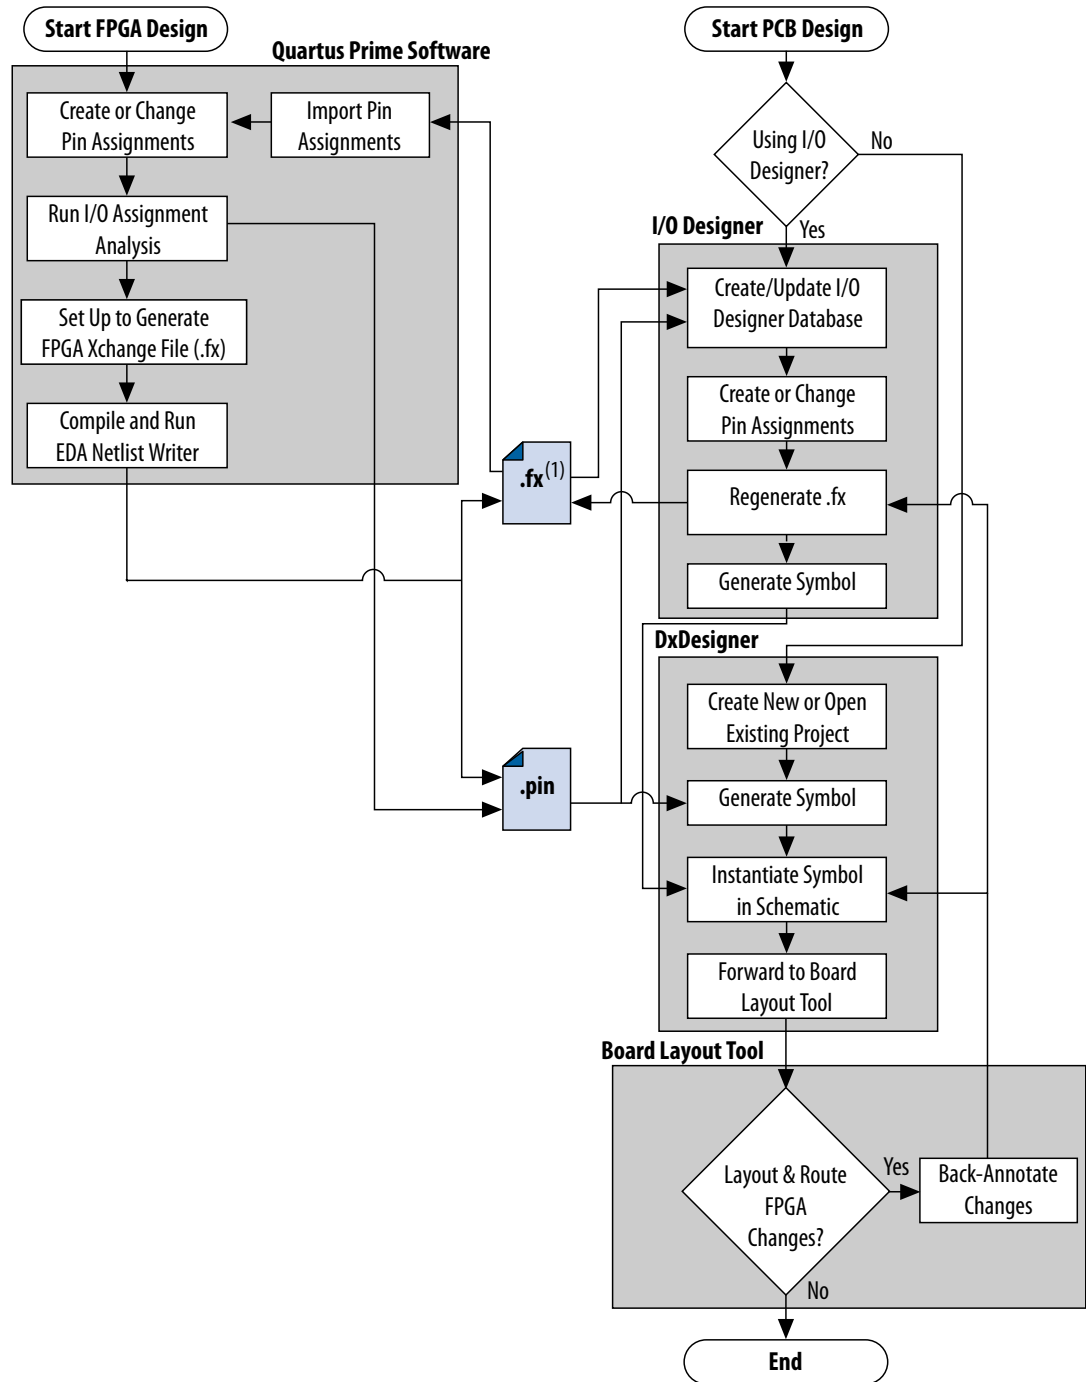 Start FPGA Design
Quartus Prime Software
Create or Change
Pin Assignments
Import Pin
Assignments
Run I/O Assignment
Analysis
Set Up to Generate
FPGA Xchange File (.fx)
Compile and Run
EDA Netlist Writer
.fx(1)
.pin
Start PCB Design
Using I/O
Designer?
No
Yes
I/O Designer
Create/Update I/O
Designer Database
Create or Change
Pin Assignments
Regenerate .fx
Generate Symbol
DxDesigner
Create New or Open
Existing Project
Generate Symbol
Instantiate Symbol
in Schematic
Forward to Board
Layout Tool
Board Layout Tool
Layout & Route
FPGA
Changes?
Yes
Back-Annotate
Changes
No
End